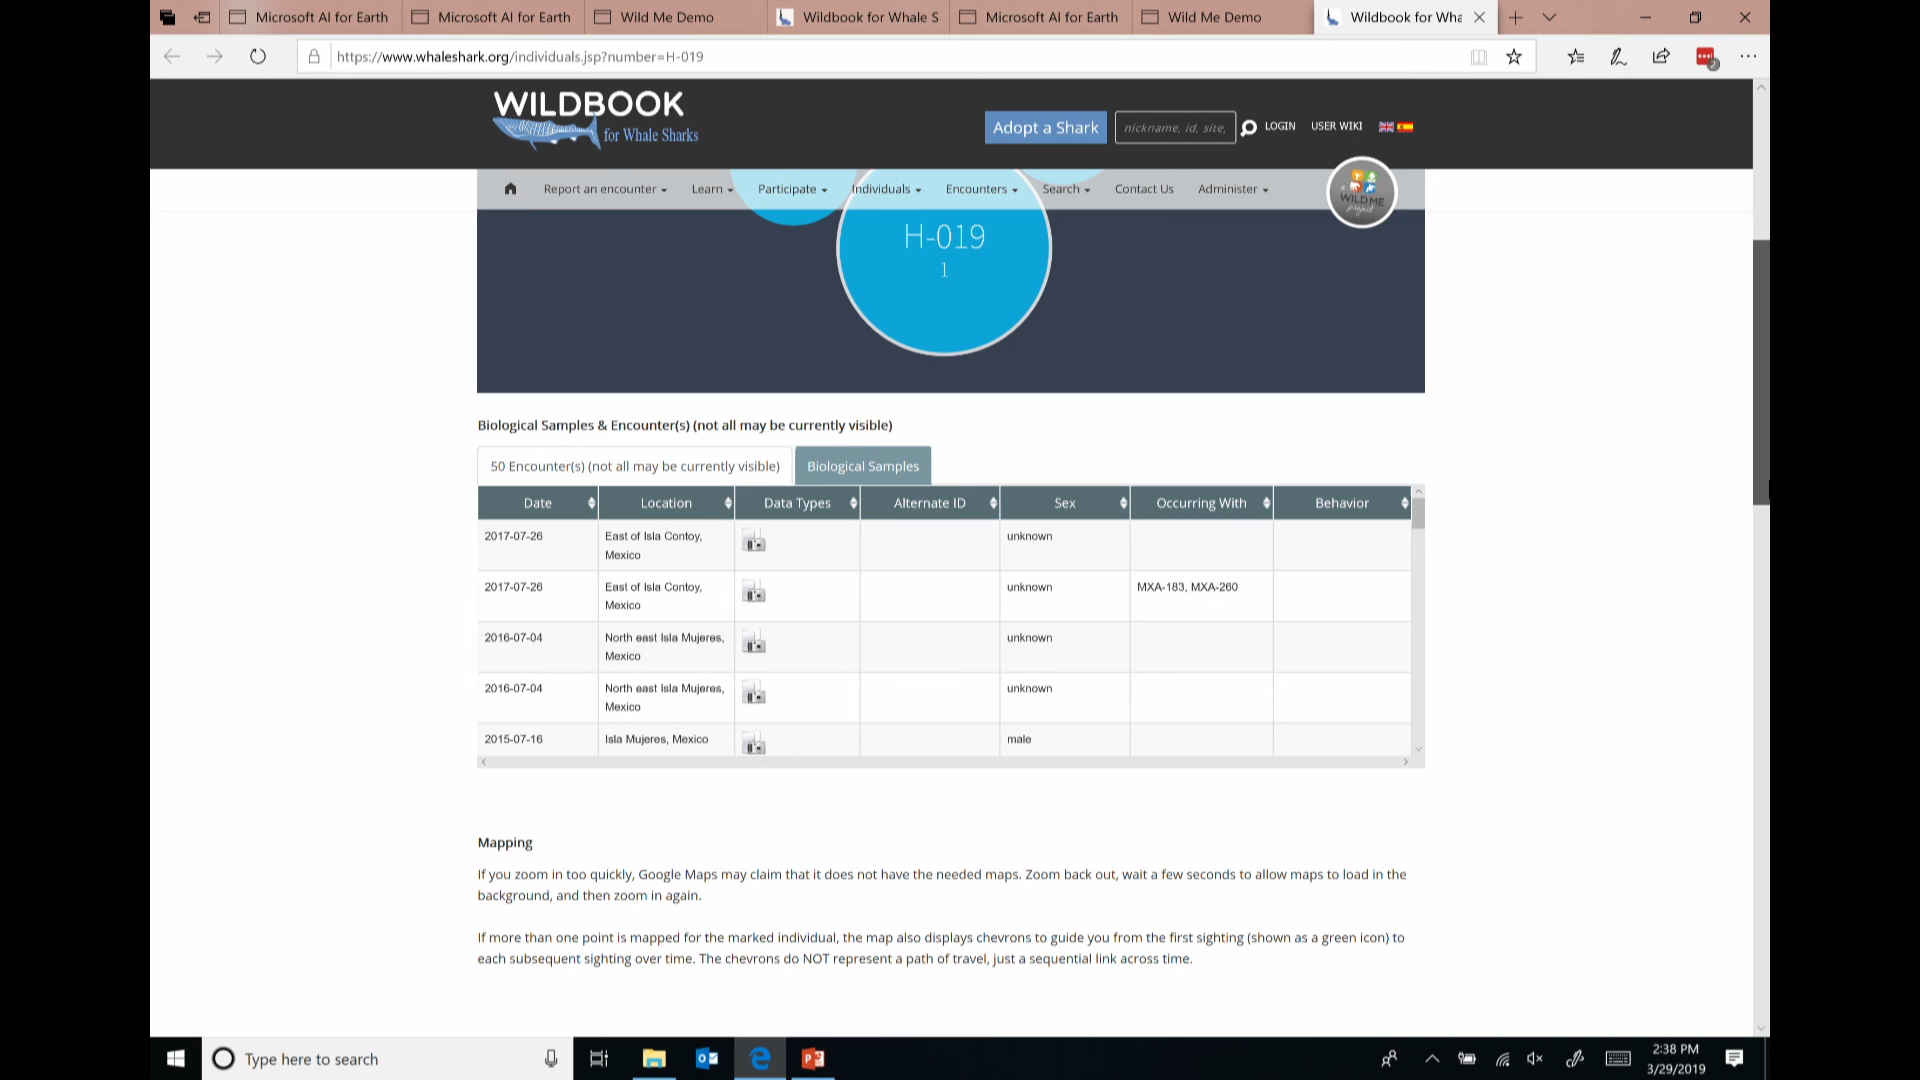 Microsoft AI for Earth
Microsoft AI for Earth
Wild Me Demo
Wildbook for Whale S
Microsoft AI for Earth
Wild Me Demo
Wildbook for Wha
https://www.whaleshark.org/individuals.jsp?number=H-019
2
WILDBOOK
for Whale Sharks
Adopt a Shark
nickname, id, site,
LOGIN
USER WIKI
Report an encounter
Learn
Participate
Individuals
Encounters
Search
Contact Us
Administer
A
WILD ME
project
H-019
1
Biological Samples & Encounter(s) (not all may be currently visible)
50 Encounter(s) (not all may be currently visible)
Biological Samples
Date Location Data Types Alternate ID Sex Occurring With Behavior
2017-07-26 East of Isla Contoy, unknown
Mexico
2017-07-26 East of Isla Contoy, unknown MXA-183, MXA-260
Mexico
2016-07-04 North east Isla Mujeres, unknown
Mexico
2016-07-04 North east Isla Mujeres, unknown
Mexico
2015-07-16 Isla Mujeres, Mexico male
Mapping
If you zoom in too quickly, Google Maps may claim that it does not have the needed maps. Zoom back out, wait a few seconds to allow maps to load in the
background, and then zoom in again.
If more than one point is mapped for the marked individual, the map also displays chevrons to guide you from the first sighting (shown as a green icon) to
each subsequent sighting over time. The chevrons do NOT represent a path of travel, just a sequential link across time.
Type here to search
2:38 PM
3/29/2019